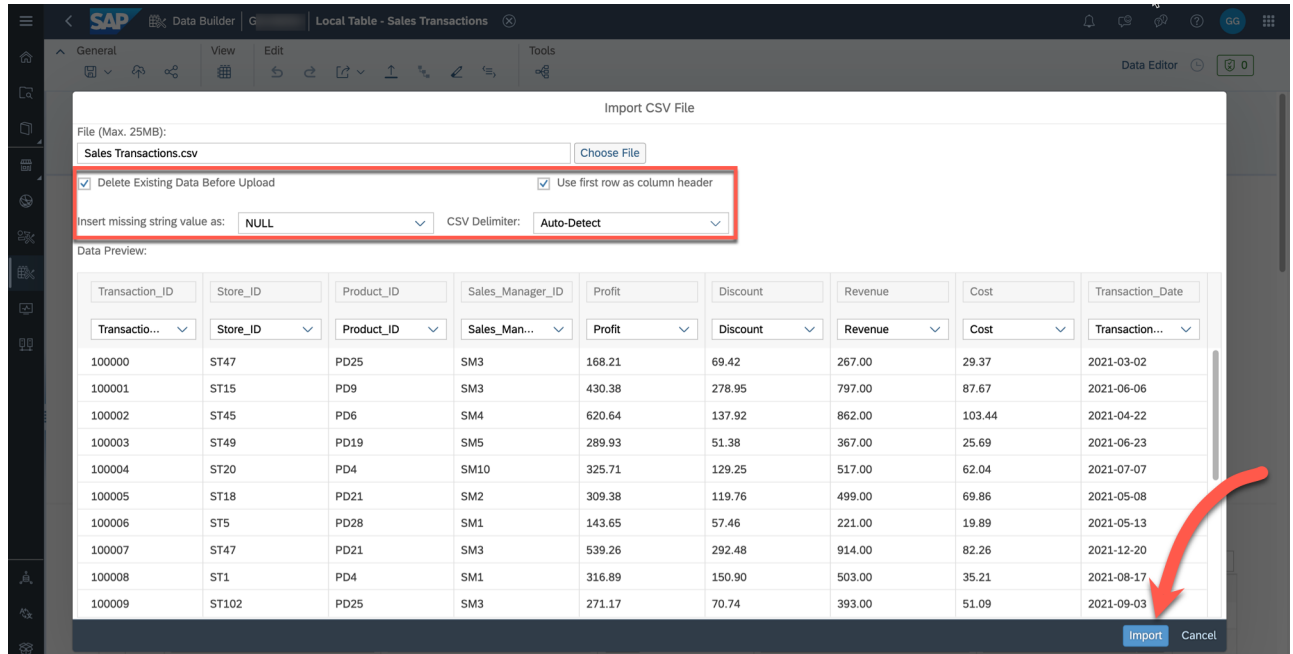 SAP Data Builder | G Local Table - Sales Transactions GG
General View Edit Tools
Data Editor 0
Import CSV File
File (Max. 25MB):
Sales Transactions.csv Choose File
Delete Existing Data Before Upload Use first row as column header
Insert missing string value as: NULL CSV Delimiter: Auto-Detect
Data Preview:
Transaction_ID Store_ID Product_ID Sales_Manager_ID Profit Discount Revenue Cost Transaction_Date
Transactio... Store_ID Product_ID Sales_Man... Profit Discount Revenue Cost Transaction...
100000 ST47 PD25 SM3 168.21 69.42 267.00 29.37 2021-03-02
100001 ST15 PD9 SM3 430.38 278.95 797.00 87.67 2021-06-06
100002 ST45 PD6 SM4 620.64 137.92 862.00 103.44 2021-04-22
100003 ST49 PD19 SM5 289.93 51.38 367.00 25.69 2021-06-23
100004 ST20 PD4 SM10 325.71 129.25 517.00 62.04 2021-07-07
100005 ST18 PD21 SM2 309.38 119.76 499.00 69.86 2021-05-08
100006 ST5 PD28 SM1 143.65 57.46 221.00 19.89 2021-05-13
100007 ST47 PD21 SM3 539.26 292.48 914.00 82.26 2021-12-20
100008 ST1 PD4 SM1 316.89 150.90 503.00 35.21 2021-08-17
100009 ST102 PD25 SM3 271.17 70.74 393.00 51.09 2021-09-03
Import Cancel